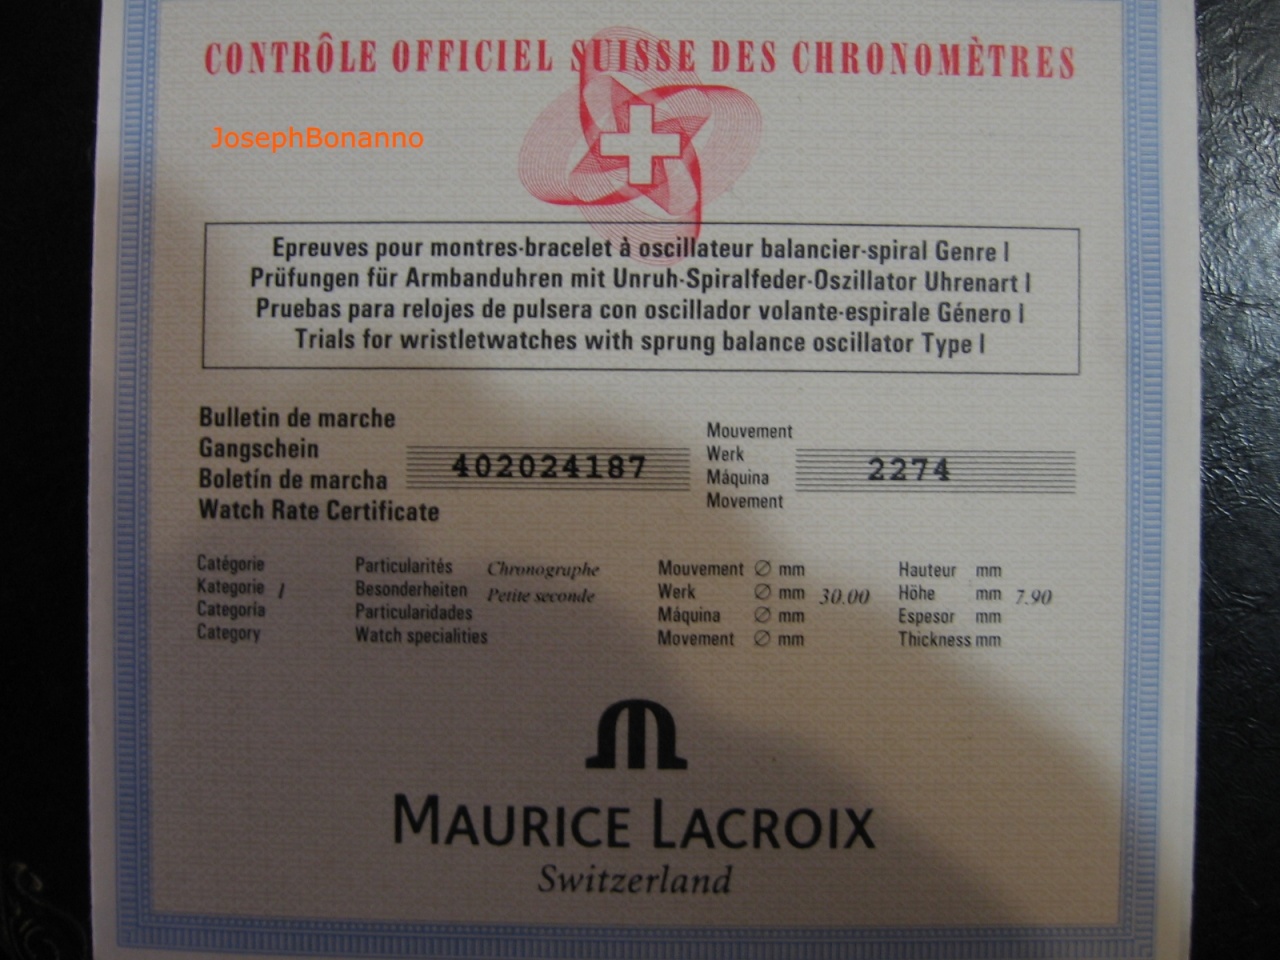 CONTRÔLE OFFICIEL SUISSE DES CHRONOMÈTRES
JosephBonanno
Epreuves pour montres-bracelet à oscillateur balancier-spiral Genre I
Prüfungen für Armbanduhren mit Unruh-Spiralfeder-Oszillator Uhrenart I
Pruebas para relojes de pulsera con oscillador volante-espirale Género I
Trials for wristletwatches with sprung balance oscillator Type I
Bulletin de marche
Gangschein
Boletín de marcha
Watch Rate Certificate
402024187
Mouvement
Werk
Máquina
Movement
2274
Catégorie
Kategorie 1
Categoría
Category
Particularités Chronographe
Besonderheiten Petite seconde
Particularidades
Watch specialities
Mouvement ∅ mm
Werk ∅ mm 30.00
Máquina ∅ mm
Movement ∅ mm
Hauteur mm
Höhe mm 7.90
Espesor mm
Thickness mm
MAURICE LACROIX
Switzerland